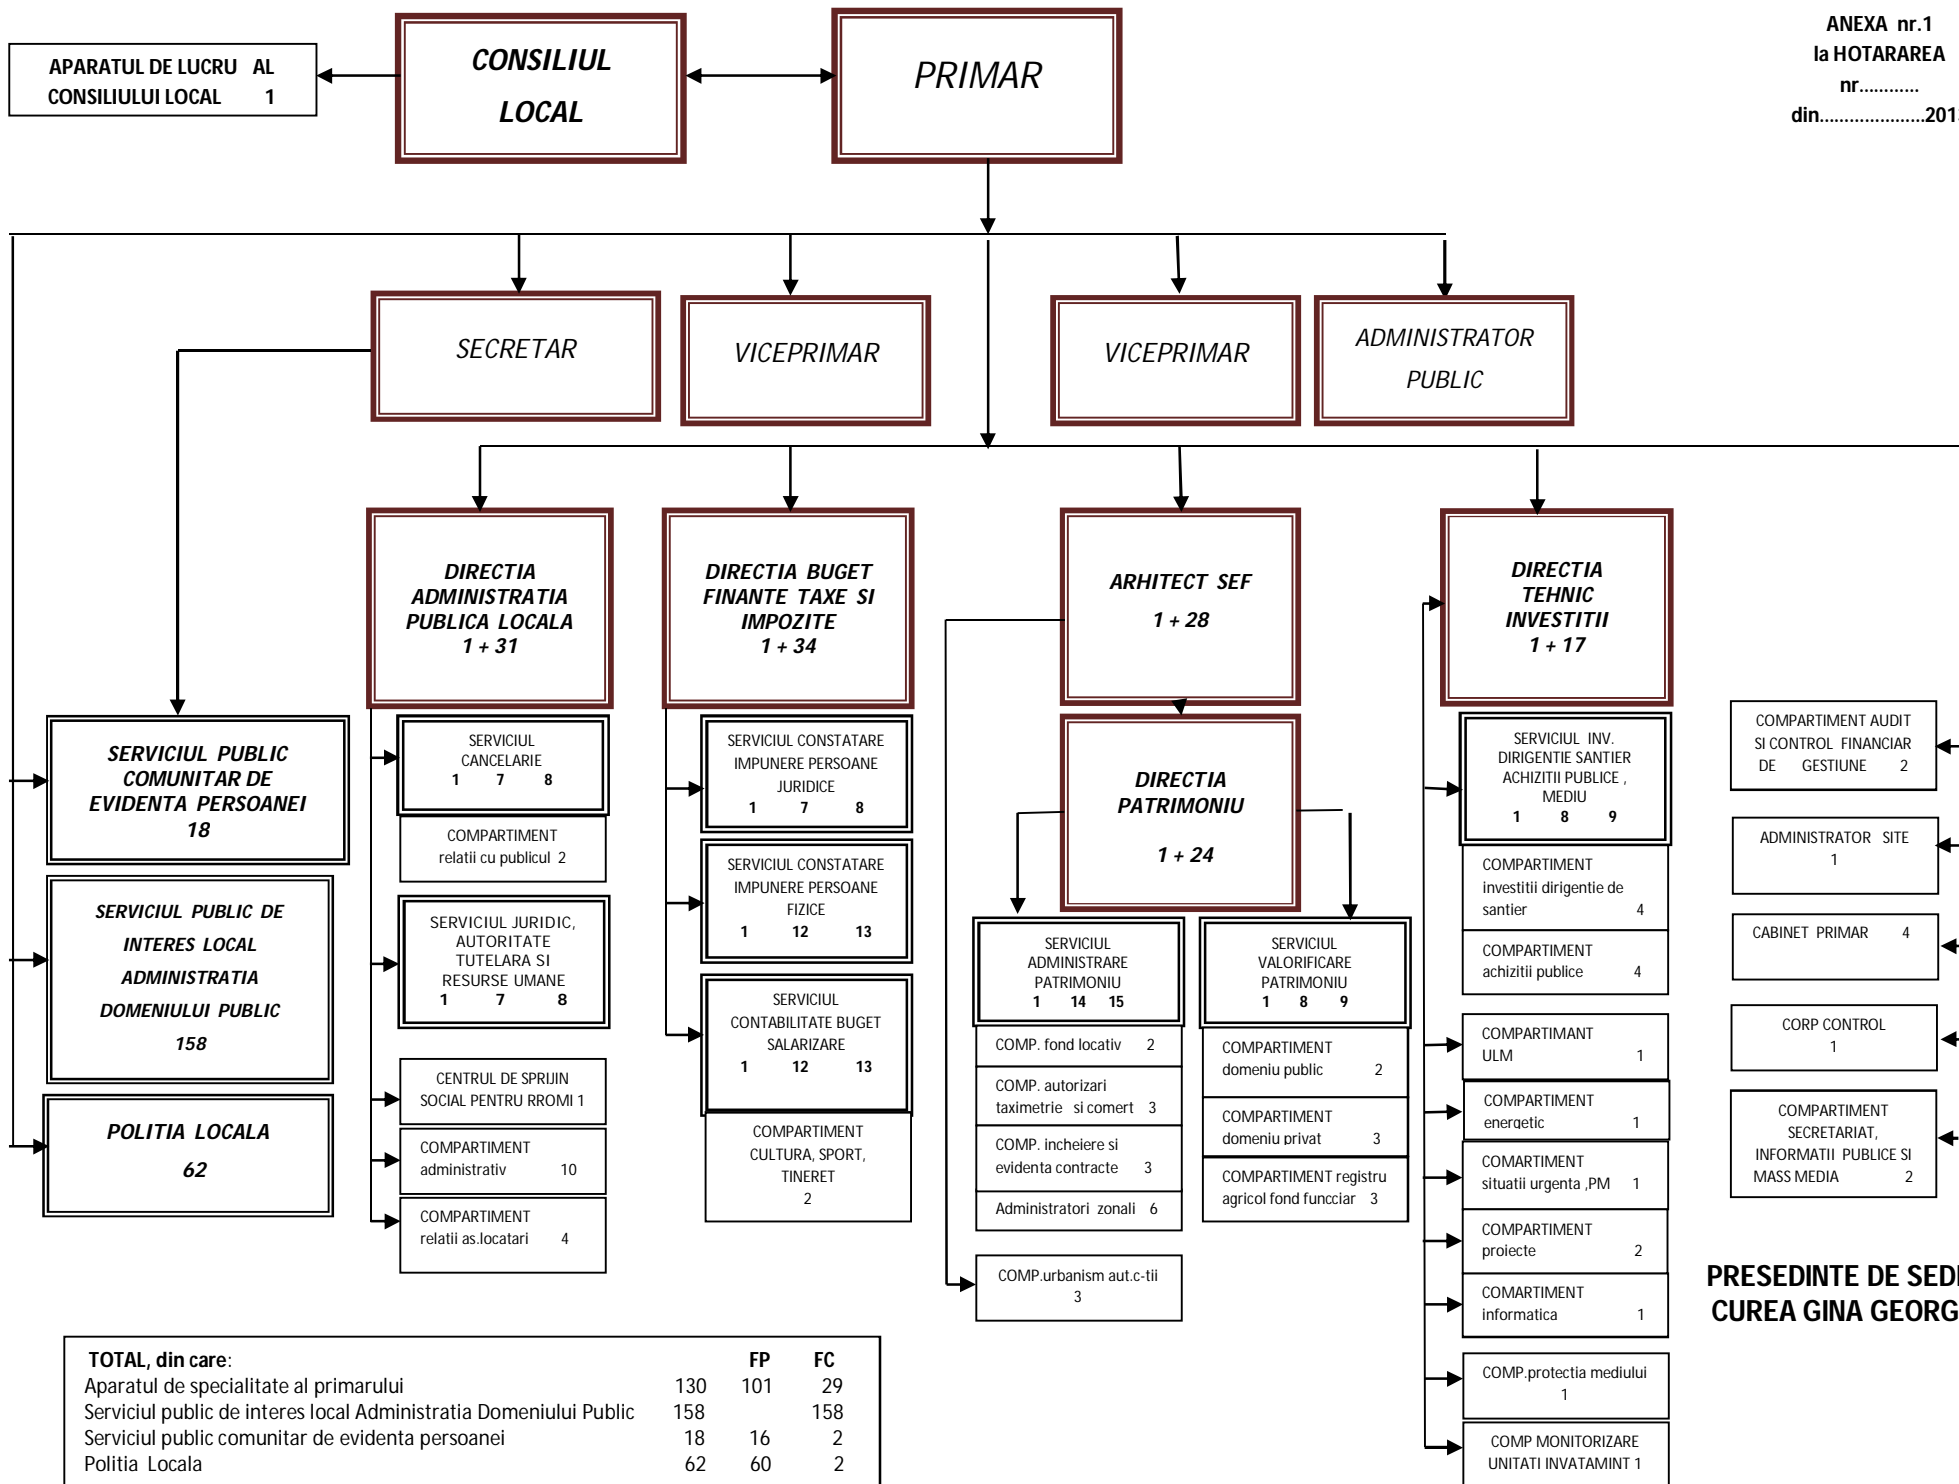 ANEXA nr.1
la HOTARAREA
nr............
din......................201
APARATUL DE LUCRU AL
CONSILIULUI LOCAL 1
CONSILIUL
LOCAL
PRIMAR
SECRETAR
VICEPRIMAR
VICEPRIMAR
ADMINISTRATOR
PUBLIC
DIRECTIA
ADMINISTRATIA
PUBLICA LOCALA
1 + 31
DIRECTIA BUGET
FINANTE TAXE SI
IMPOZITE
1 + 34
ARHITECT SEF
1 + 28
DIRECTIA
TEHNIC
INVESTITII
1 + 17
SERVICIUL PUBLIC
COMUNITAR DE
EVIDENTA PERSOANEI
18
SERVICIUL PUBLIC DE
INTERES LOCAL
ADMINISTRATIA
DOMENIULUI PUBLIC
158
POLITIA LOCALA
62
SERVICIUL
CANCELARIE
1 7 8
COMPARTIMENT
relatii cu publicul 2
SERVICIUL JURIDIC,
AUTORITATE
TUTELARA SI
RESURSE UMANE
1 7 8
CENTRUL DE SPRIJIN
SOCIAL PENTRU RROMI 1
COMPARTIMENT
administrativ 10
COMPARTIMENT
relatii as.locatari 4
SERVICIUL CONSTATARE
IMPUNERE PERSOANE
JURIDICE
1 7 8
SERVICIUL CONSTATARE
IMPUNERE PERSOANE
FIZICE
1 12 13
SERVICIUL
CONTABILITATE BUGET
SALARIZARE
1 12 13
COMPARTIMENT
CULTURA, SPORT,
TINERET
2
DIRECTIA
PATRIMONIU
1 + 24
SERVICIUL
ADMINISTRARE
PATRIMONIU
1 14 15
COMP. fond locativ 2
COMP. autorizari
taximetrie si comert 3
COMP. incheiere si
evidenta contracte 3
Administratori zonali 6
COMP.urbanism aut.c-tii
3
SERVICIUL
VALORIFICARE
PATRIMONIU
1 8 9
COMPARTIMENT
domeniu public 2
COMPARTIMENT
domeniu privat 3
COMPARTIMENT registru
agricol fond funcciar 3
SERVICIUL INV.
DIRIGENTIE SANTIER
ACHIZITII PUBLICE ,
MEDIU
1 8 9
COMPARTIMENT
investitii dirigentie de
santier 4
COMPARTIMENT
achizitii publice 4
COMPARTIMANT
ULM 1
COMPARTIMENT
energetic 1
COMARTIMENT
situatii urgenta ,PM 1
COMPARTIMENT
proiecte 2
COMARTIMENT
informatica 1
COMP.protectia mediului
1
COMP MONITORIZARE
UNITATI INVATAMINT 1
COMPARTIMENT AUDIT
SI CONTROL FINANCIAR
DE GESTIUNE 2
ADMINISTRATOR SITE
1
CABINET PRIMAR 4
CORP CONTROL
1
COMPARTIMENT
SECRETARIAT,
INFORMATII PUBLICE SI
MASS MEDIA 2
PRESEDINTE DE SED
CUREA GINA GEORG
TOTAL, din care: FP FC
Aparatul de specialitate al primarului 130 101 29
Serviciul public de interes local Administratia Domeniului Public 158 158
Serviciul public comunitar de evidenta persoanei 18 16 2
Politia Locala 62 60 2